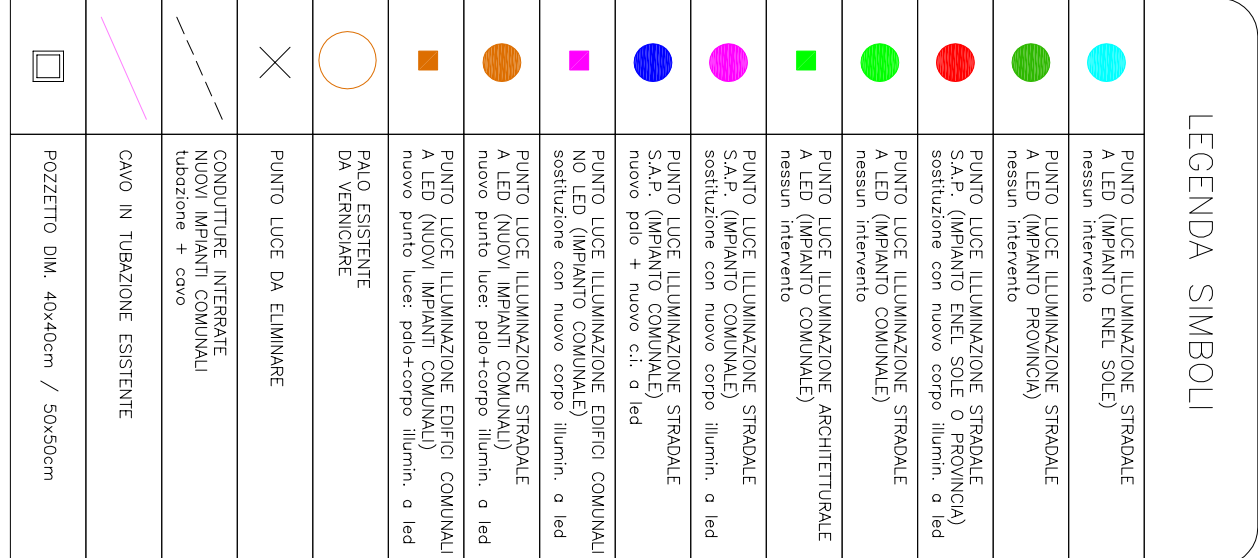 LEGENDA SIMBOLI
PUNTO LUCE ILLUMINAZIONE STRADALE
A LED (IMPIANTO ENEL SOLE)
nessun intervento
PUNTO LUCE ILLUMINAZIONE STRADALE
A LED (IMPIANTO PROVINCIA)
nessun intervento
PUNTO LUCE ILLUMINAZIONE STRADALE
S.A.P. (IMPIANTO ENEL SOLE O PROVINCIA)
sostituzione con nuovo corpo illumin. a led
PUNTO LUCE ILLUMINAZIONE STRADALE
A LED (IMPIANTO COMUNALE)
nessun intervento
PUNTO LUCE ILLUMINAZIONE ARCHITETTURALE
A LED (IMPIANTO COMUNALE)
nessun intervento
PUNTO LUCE ILLUMINAZIONE STRADALE
S.A.P. (IMPIANTO COMUNALE)
sostituzione con nuovo corpo illumin. a led
PUNTO LUCE ILLUMINAZIONE STRADALE
S.A.P. (IMPIANTO COMUNALE)
nuovo palo + nuovo c.i. a led
PUNTO LUCE ILLUMINAZIONE EDIFICI COMUNALI
NO LED (IMPIANTO COMUNALE)
sostituzione con nuovo corpo illumin. a led
PUNTO LUCE ILLUMINAZIONE STRADALE
A LED (NUOVI IMPIANTI COMUNALI)
nuovo punto luce: palo+corpo illumin. a led
PUNTO LUCE ILLUMINAZIONE EDIFICI COMUNALI
A LED (NUOVI IMPIANTI COMUNALI)
nuovo punto luce: palo+corpo illumin. a led
PALO ESISTENTE
DA VERNICIARE
PUNTO LUCE DA ELIMINARE
CONDUTTURE INTERRATE
NUOVI IMPIANTI COMUNALI
tubazione + cavo
CAVO IN TUBAZIONE ESISTENTE
POZZETTO DIM. 40x40cm / 50x50cm